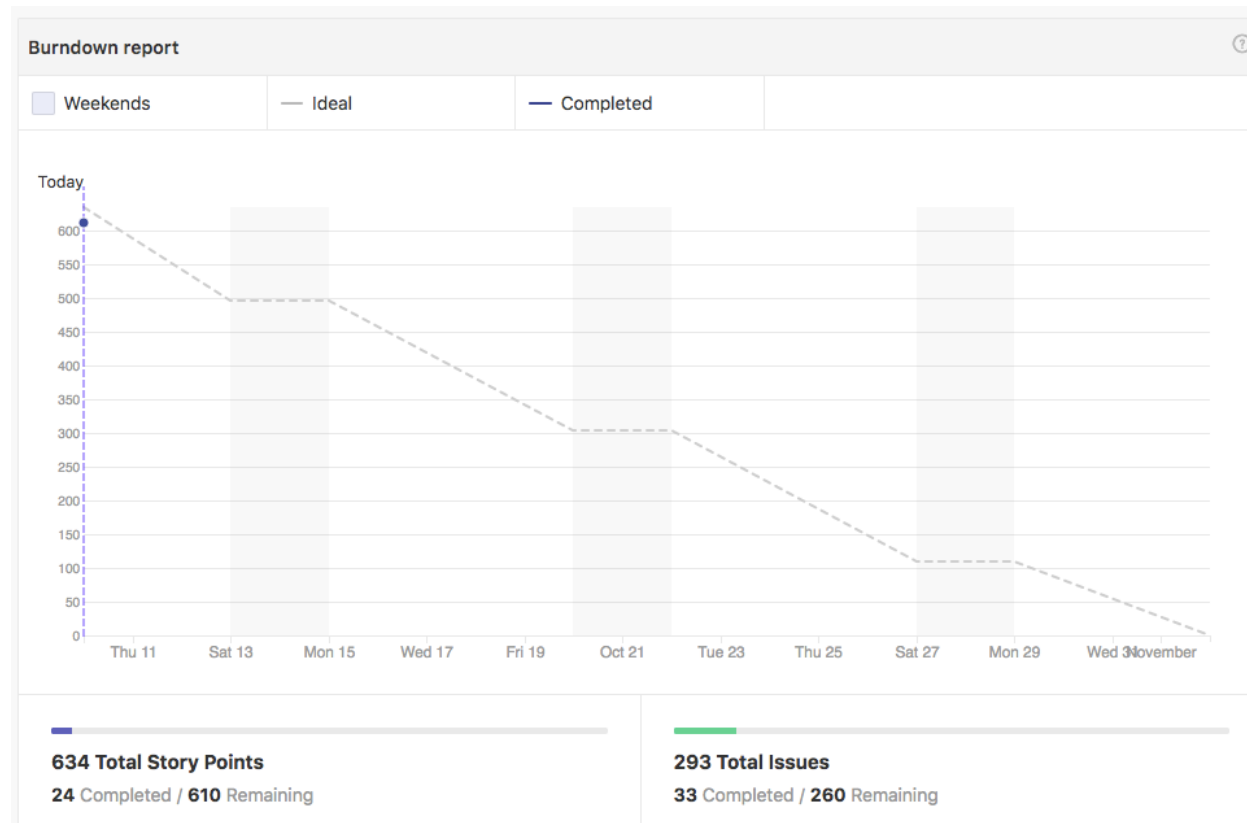 Burndown report
?
Weekends
Ideal
Completed
Today
600
550
500
450
400
350
300
250
200
150
100
50
0
Thu 11 Sat 13 Mon 15 Wed 17 Fri 19 Oct 21 Tue 23 Thu 25 Sat 27 Mon 29 Wed 3 November
634 Total Story Points
24 Completed / 610 Remaining
293 Total Issues
33 Completed / 260 Remaining